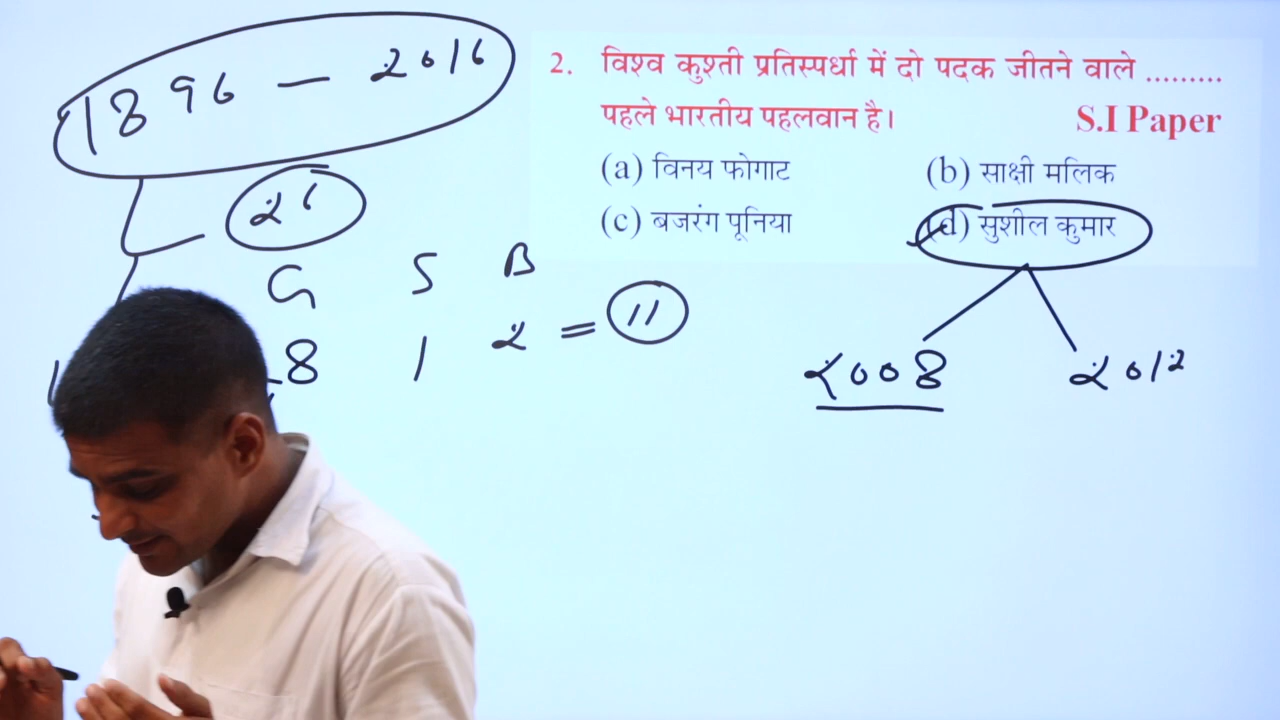 1896 – 2016
26
G S B
8 1 2 = 11
2. विश्व कुश्ती प्रतिस्पर्धा में दो पदक जीतने वाले .........
पहले भारतीय पहलवान है। S.I Paper
(a) विनय फोगाट (b) साक्षी मलिक
(c) बजरंग पूनिया (d) सुशील कुमार
2008 2012